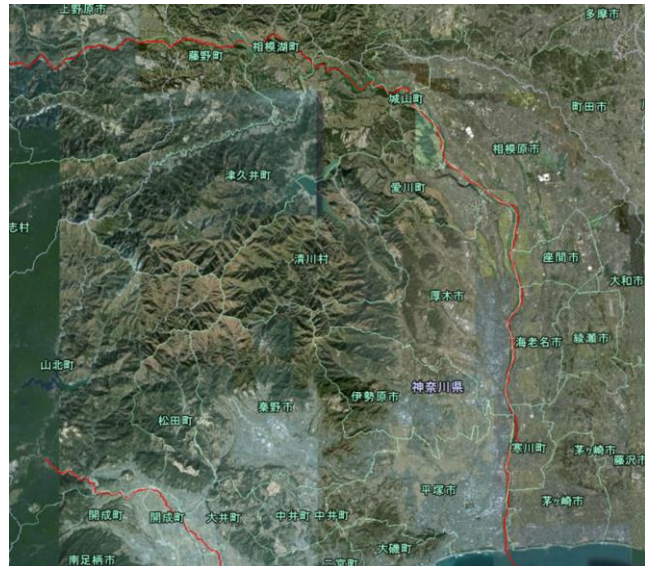 上野原市
多摩市
相模湖町
藤野町
城山町
町田市
相模原市
津久井町
愛川町
志村
清川村
座間市
大和市
厚木市
海老名市
綾瀬市
山北町
神奈川県
伊勢原市
秦野市
松田町
寒川町
茅ヶ崎市
藤沢市
平塚市
茅ヶ崎市
開成町
開成町
大井町
中井町
中井町
大磯町
南足柄市
二宮町